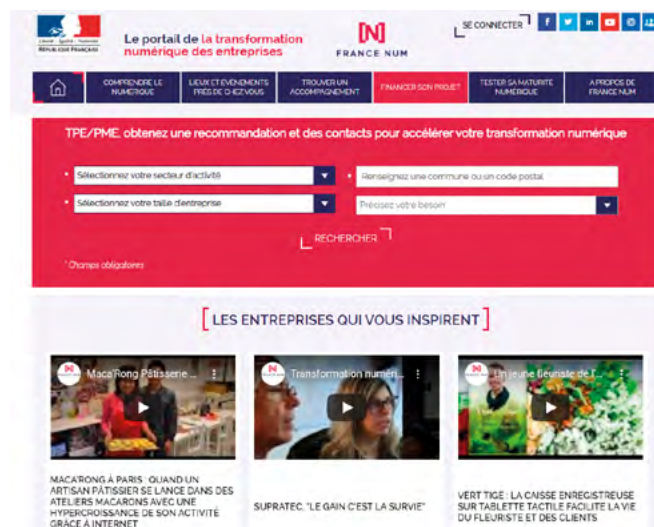 Liberté • Égalité • Fraternité
RÉPUBLIQUE FRANÇAISE
Le portail de la transformation
numérique des entreprises
FRANCE NUM
SE CONNECTER
COMPRENDRE LE
NUMÉRIQUE
LIEUX ET ÉVÉNEMENTS
PRÈS DE CHEZ VOUS
TROUVER UN
ACCOMPAGNEMENT
FINANCER SON PROJET
TESTER SA MATURITÉ
NUMÉRIQUE
A PROPOS DE
FRANCE NUM
TPE/PME, obtenez une recommandation et des contacts pour accélérer votre transformation numérique
* Sélectionnez votre secteur d'activité
* Renseignez une commune ou un code postal
* Sélectionnez votre taille d'entreprise
Précisez votre besoin
RECHERCHER
* Champs obligatoires
[LES ENTREPRISES QUI VOUS INSPIRENT]
Maca'Rong Pâtisserie ...
Transformation numéri...
Un jeune fleuriste de l'...
MACA'RONG À PARIS : QUAND UN
ARTISAN PÂTISSIER SE LANCE DANS DES
ATELIERS MACARONS AVEC UNE
HYPERCROISSANCE DE SON ACTIVITÉ
GRÂCE À INTERNET
SUPRATEC, "LE GAIN C'EST LA SURVIE"
VERT TIGE : LA CAISSE ENREGISTREUSE
SUR TABLETTE TACTILE FACILITE LA VIE
DU FLEURISTE ET DES CLIENTS